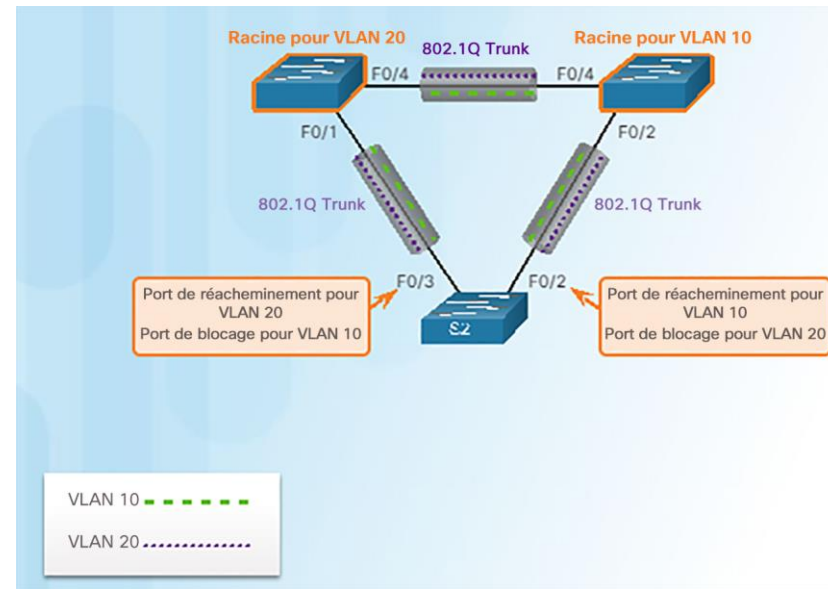 Racine pour VLAN 20
802.1Q Trunk
Racine pour VLAN 10
F0/4
F0/4
F0/1
F0/2
802.1Q Trunk
802.1Q Trunk
F0/3
F0/2
Port de réacheminement pour
VLAN 20
Port de blocage pour VLAN 10
S2
Port de réacheminement pour
VLAN 10
Port de blocage pour VLAN 20
VLAN 10
VLAN 20